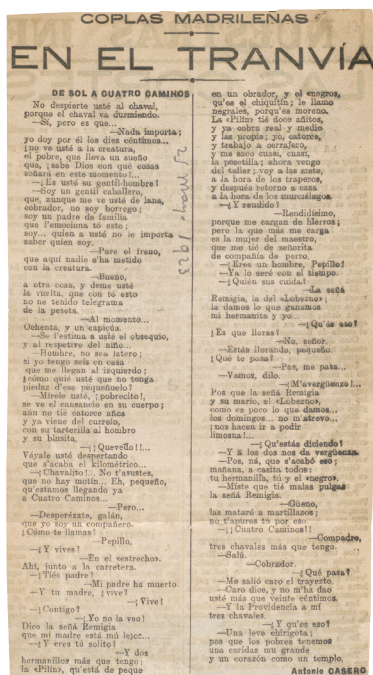 COPLAS MADRILEÑAS
EN EL TRANVÍA
DE SOL A CUATRO CAMINOS
No despierte usté al chaval,
porque el chaval va durmiendo.
—Sí, pero es que...
—Nada importa;
yo doy por él los diez céntimos...
¡no ve usté a la creatura,
el pobre, que lleva un sueño
que, ¡sabe Dios con qué cosas
soñará en este momento!...
—¡Es usté su gentil-hombre!
—Soy un gentil caballero,
que, aunque me ve usté de lana,
cobrador, no soy borrego;
soy un padre de familia
que l'emociona tó esto;
soy... quien a usté no le importa
saber quien soy.
—Pare el freno,
que aquí nadie s'ha metido
con la creatura.
—Bueno,
a otra cosa, y deme usté
la vuelta, que con tó esto
no ne tenido telegrama
de la peseta.
—Al momento...
Ochenta, y un capicúa.
—Se l'estima a usté el obsequio,
y al respetive del niño...
—Hombre, no sea latero;
si yo tengo seis en casa
que me llegan al izquierdo;
¡cómo quié usté que no tenga
piedaz d'ese pequeñuelo?
—Mírele usté, ¡pobrecito!,
se ve el cansancio en su cuerpo;
aún no tié catorce años
y ya viene del currelo,
con su tarterilla al hombro
y su blusita.
—¡¡Quevedo!!...
Váyale usté despertando
que s'acaba el kilométrico...
—¡Chavalito!... No t'asustes,
que no hay motín... Eh, pequeño,
qu'estamos llegando ya
a Cuatro Caminos...
—Pero...
—Desperézate, galán,
que yo soy un compañero.
¿Cómo te llamas?
—Pepillo,
—¿Y vives?
—En el «estrecho».
Ahí, junto a la carretera.
—¿Tiés padre?
—Mi padre ha muerto.
—Y tu madre, ¿vive?
—¡Vive!
—¿Contigo?
—¡Yo no la veo!
Dice la señá Remigia
que mi madre está mú lejos...
—¿Y eres tú solito!
—Y dos
hermanillos más que tengo;
la «Pilín», qu'está de peque
en un obrador, y el «negro»,
qu'es el chiquitín; le llamo
negrales, porqu'es moreno.
La «Pilín» tié doce añitos,
y ya cobra real y medio
y las propis; yo, catorce,
y trabajo a cerrajero,
y me saco cuasi, cuasi,
la pesetilla; ahora vengo
del taller; voy a las siete,
a la hora de los traperos,
y después retorno a casa
a la hora de los murciélagos.
—¡Y rendido!
—Rendidísimo,
porque me cargan de hierros;
pero la que más me carga
es la mujer del maestro,
que me tié de señorita
de compañía de perro.
—¡Eres un hombre, Pepillo!
—Ya lo seré con el tiempo.
—¿Quién sus cuida?
—La señá
Remigia, la del «Lobezno»;
la damos lo que ganamos
mi hermanita y yo...
—¿Qu'és eso?
¿Es que lloras?
—No, señor.
—Estás llorando, pequeño.
¿Qué te pasa?
—Pos, me pasa...
—Vamos, dilo.
—¡M'avergüenzo!...
Pos que la señá Remigia
y su marío, el «Lobezno»,
como es poco lo que damos...
los domingos... no m'atrevo...
¡nos hacen ir a podir
limosna!...
—¿Qu'estás diciendo!
—Y a los dos nos da vergüenza.
—Pos, ná, que s'acabó eso;
mañana, a casita todos:
tu hermanilla, tú y el «negro».
—Miste que tié malas pulgas
la señá Remigia.
—Güeno,
las mataré a martillazos;
no t'apures tú por eso
—¡¡Cuatro Caminos!!
—Compadre,
tres chavales más que tengo.
—Salú.
—Cobrador.
—¿Qué pasa?
—Me salió caro el trayerto.
—Caro dice, y no m'ha dao
usté más que veinte céntimos.
—Y la Providencia a mí
tres chavales.
—¿Y qu'es eso?
—Una leve chirigota;
pos que los pobres tenemos
una caridaz mu grande
y un corazón como un templo.
Antonio CASERO